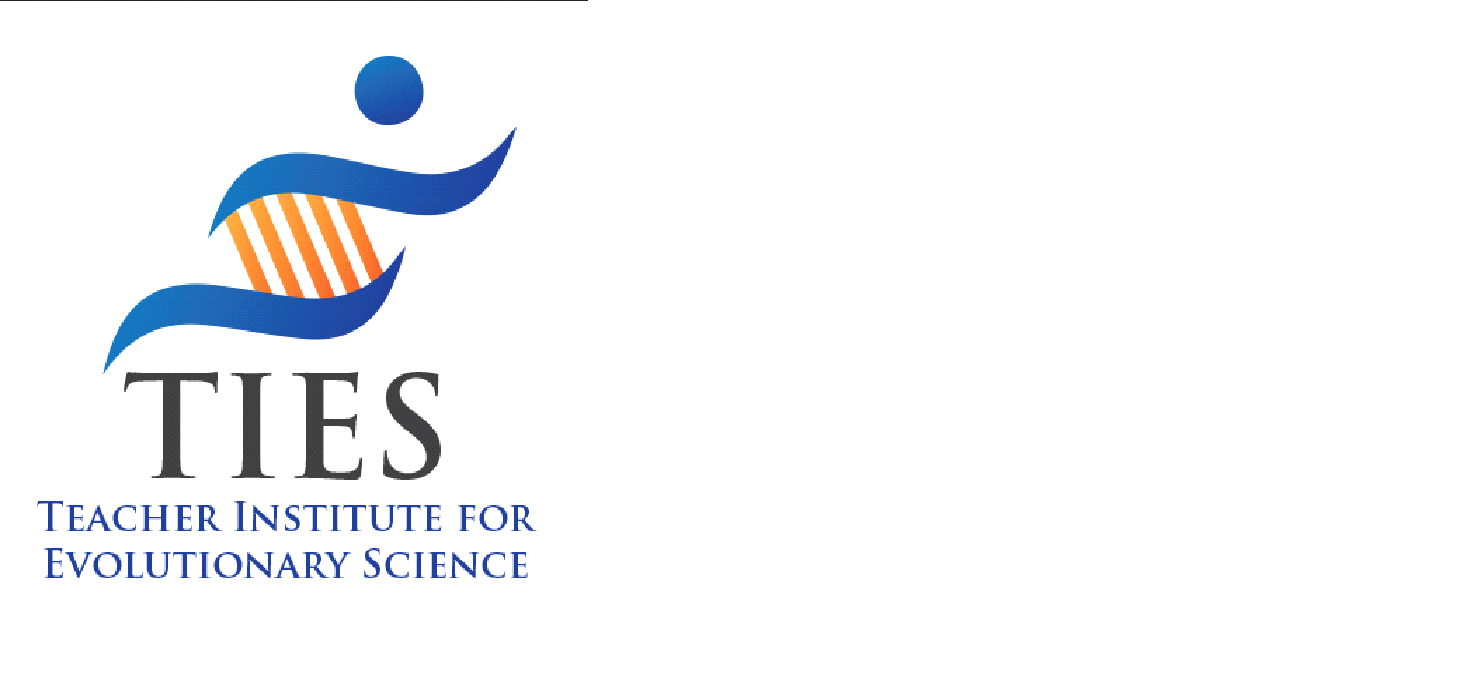 TIES
TEACHER INSTITUTE FOR
EVOLUTIONARY SCIENCE